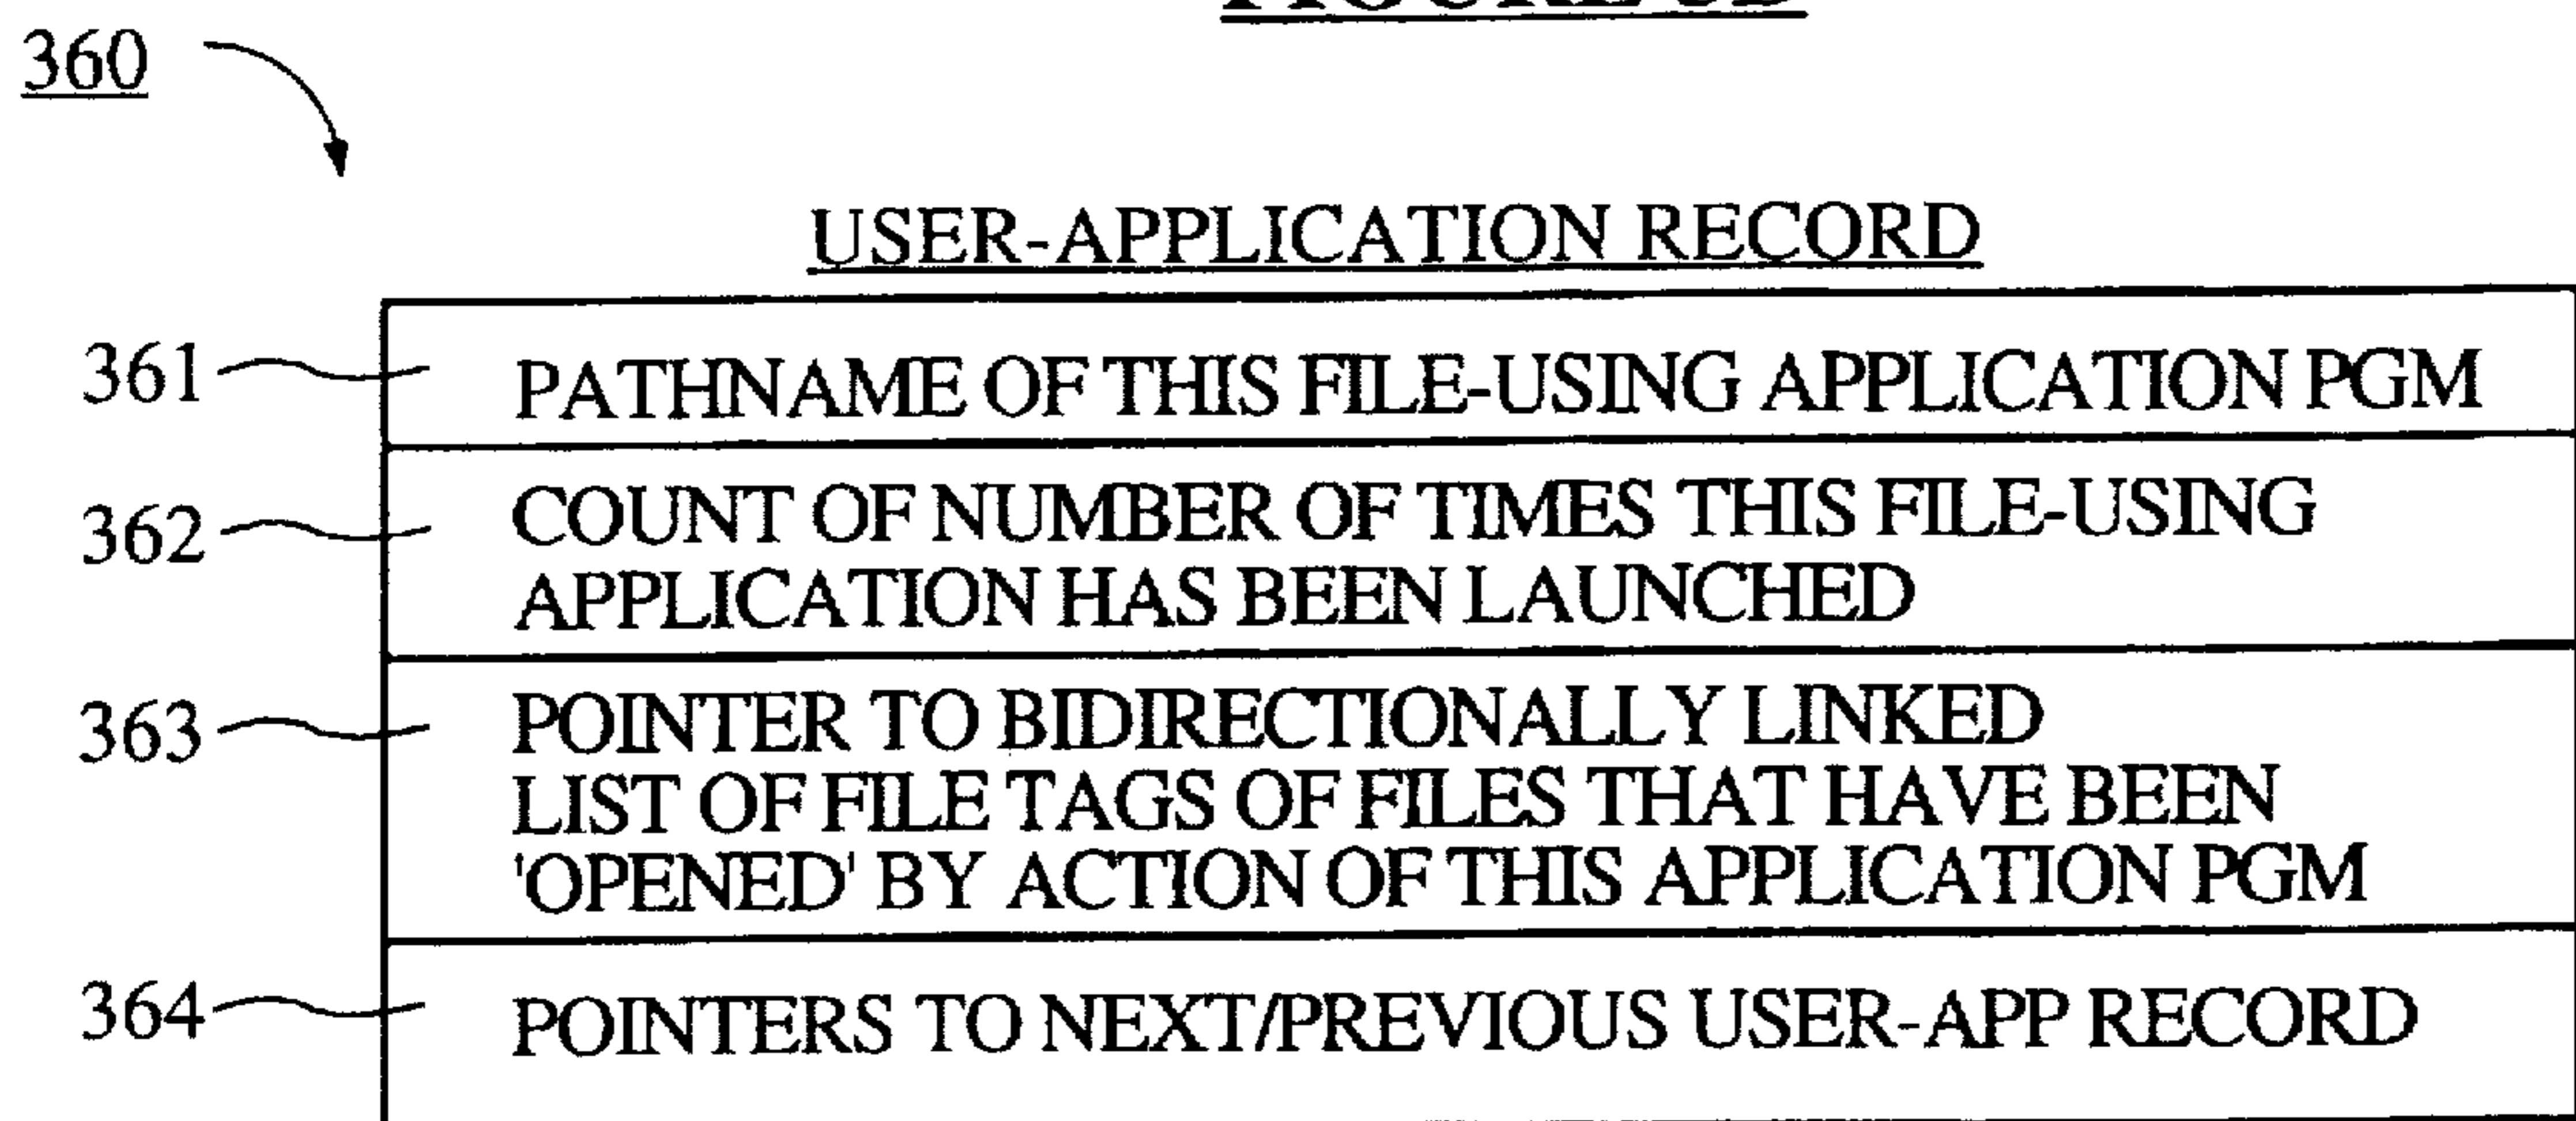 360
USER-APPLICATION RECORD
361 PATHNAME OF THIS FILE-USING APPLICATION PGM
362 COUNT OF NUMBER OF TIMES THIS FILE-USING
APPLICATION HAS BEEN LAUNCHED
363 POINTER TO BIDIRECTIONALLY LINKED
LIST OF FILE TAGS OF FILES THAT HAVE BEEN
'OPENED' BY ACTION OF THIS APPLICATION PGM
364 POINTERS TO NEXT/PREVIOUS USER-APP RECORD